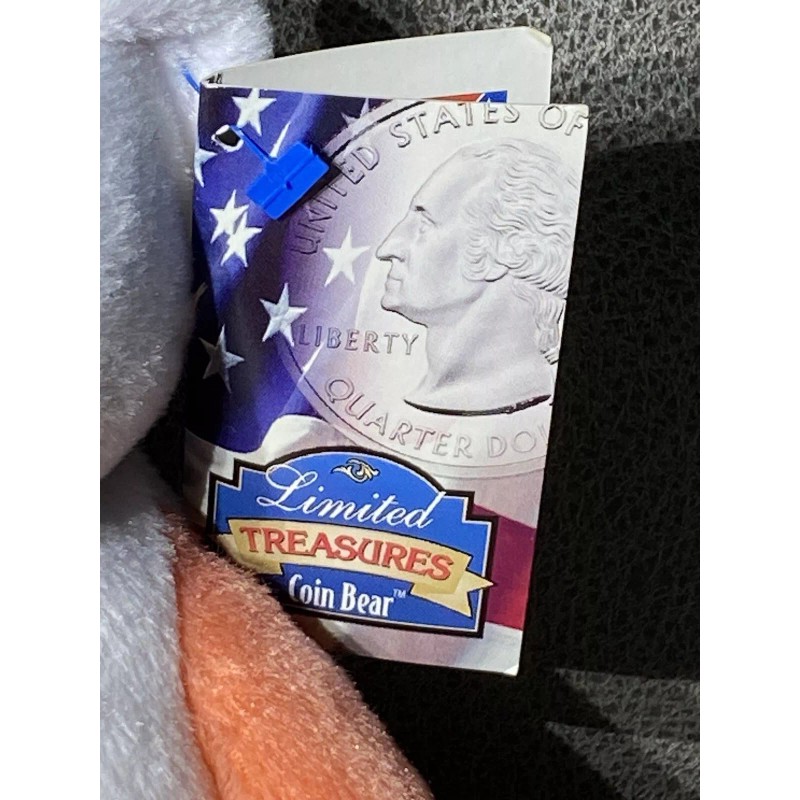 UNITED STATES OF
LIBERTY
QUARTER DO
Limited
TREASURES
Coin Bear™